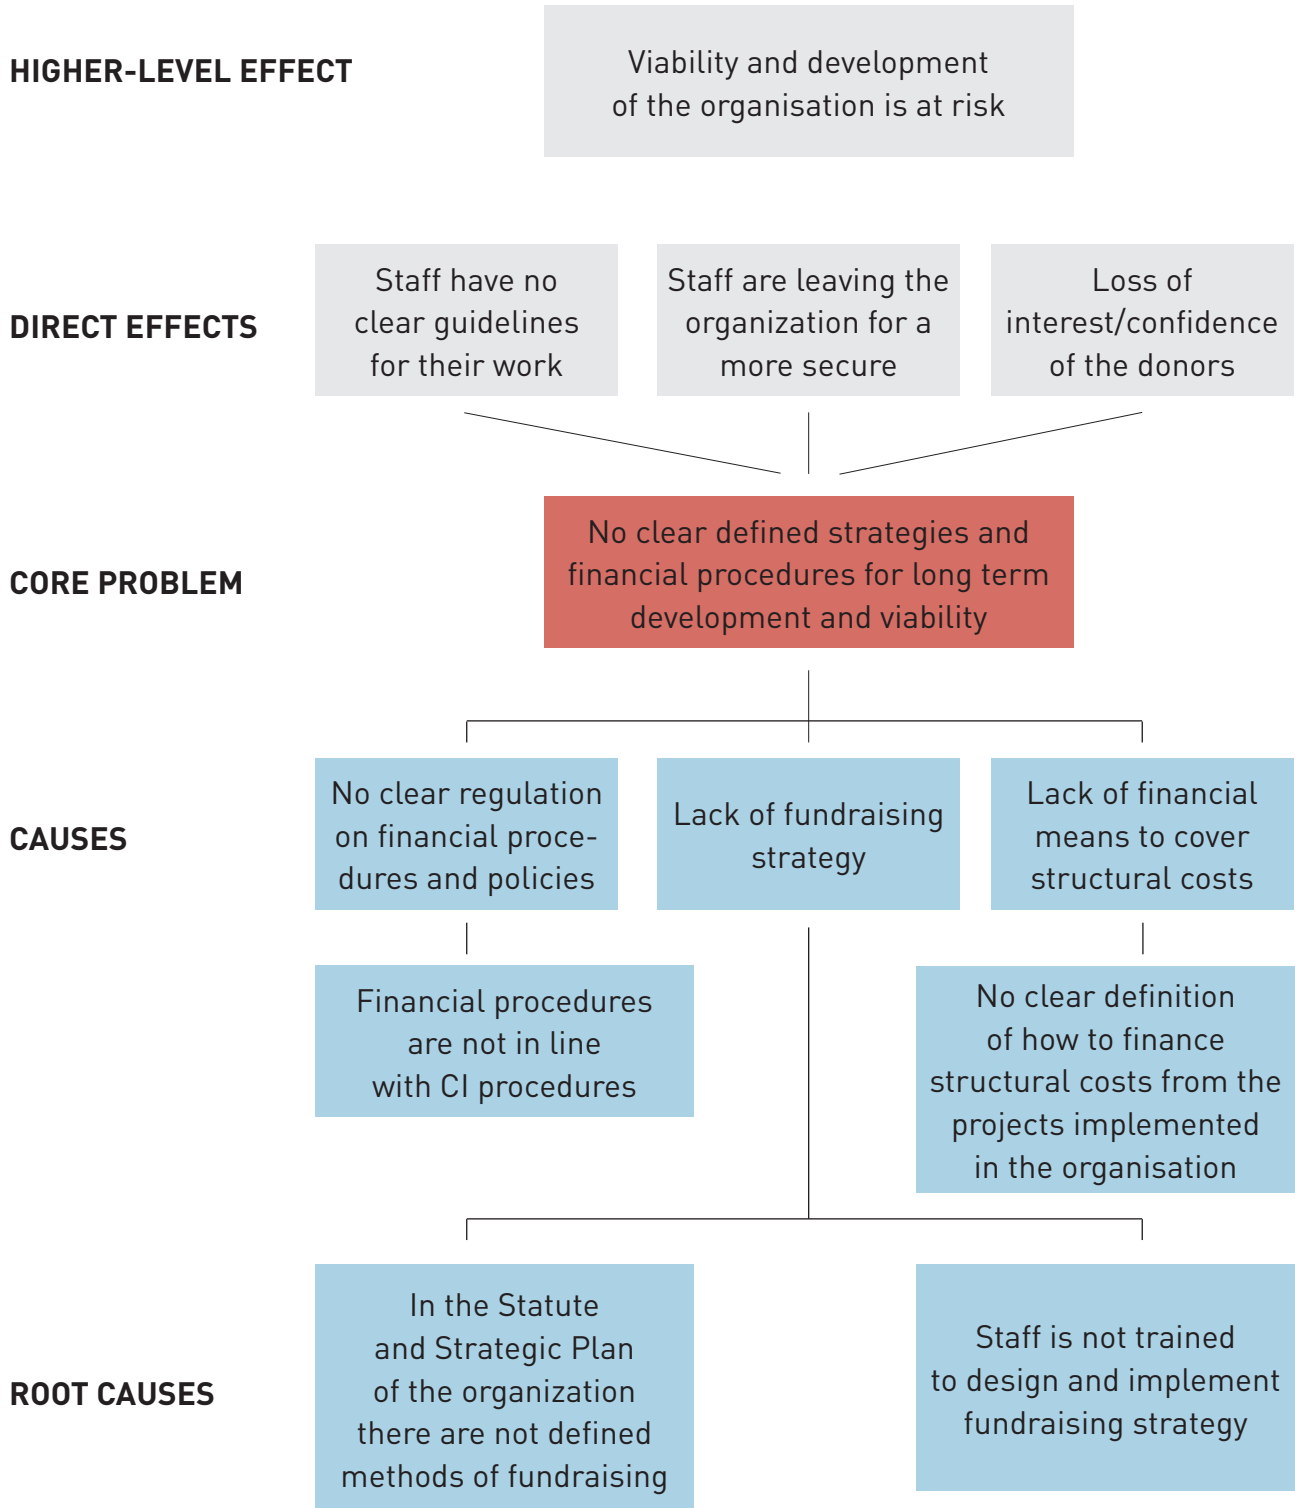 HIGHER-LEVEL EFFECT
Viability and development
of the organisation is at risk
DIRECT EFFECTS
Staff have no
clear guidelines
for their work
Staff are leaving the
organization for a
more secure
Loss of
interest/confidence
of the donors
CORE PROBLEM
No clear defined strategies and
financial procedures for long term
development and viability
CAUSES
No clear regulation
on financial proce-
dures and policies
Lack of fundraising
strategy
Lack of financial
means to cover
structural costs
Financial procedures
are not in line
with CI procedures
No clear definition
of how to finance
structural costs from the
projects implemented
in the organisation
ROOT CAUSES
In the Statute
and Strategic Plan
of the organization
there are not defined
methods of fundraising
Staff is not trained
to design and implement
fundraising strategy